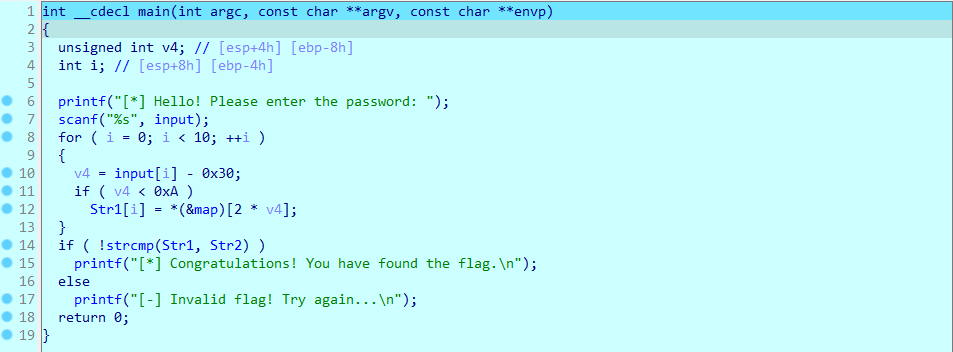 1 int __cdecl main(int argc, const char **argv, const char **envp)
2 {
3   unsigned int v4; // [esp+4h] [ebp-8h]
4   int i; // [esp+8h] [ebp-4h]
5
6   printf("[*] Hello! Please enter the password: ");
7   scanf("%s", input);
8   for ( i = 0; i < 10; ++i )
9   {
10     v4 = input[i] - 0x30;
11     if ( v4 < 0xA )
12       Str1[i] = *(&map)[2 * v4];
13   }
14   if ( !strcmp(Str1, Str2) )
15     printf("[*] Congratulations! You have found the flag.\n");
16   else
17     printf("[-] Invalid flag! Try again...\n");
18   return 0;
19 }